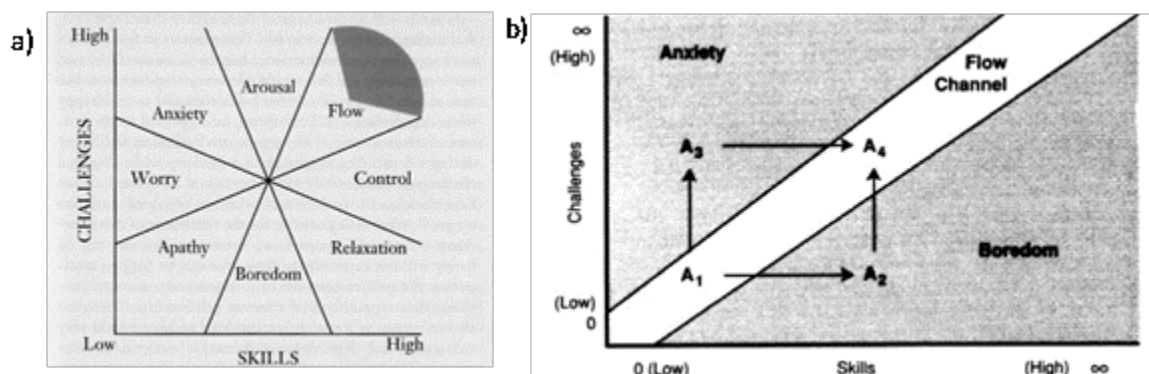 a)
High
Arousal
Anxiety
Flow
CHALLENGES
Worry
Control
Apathy
Relaxation
Boredom
Low
SKILLS
High
b)
∞
(High)
Anxiety
Flow
Channel
A3
A4
Challenges
Boredom
A1
A2
(Low)
0
0 (Low)
Skills
(High)
∞